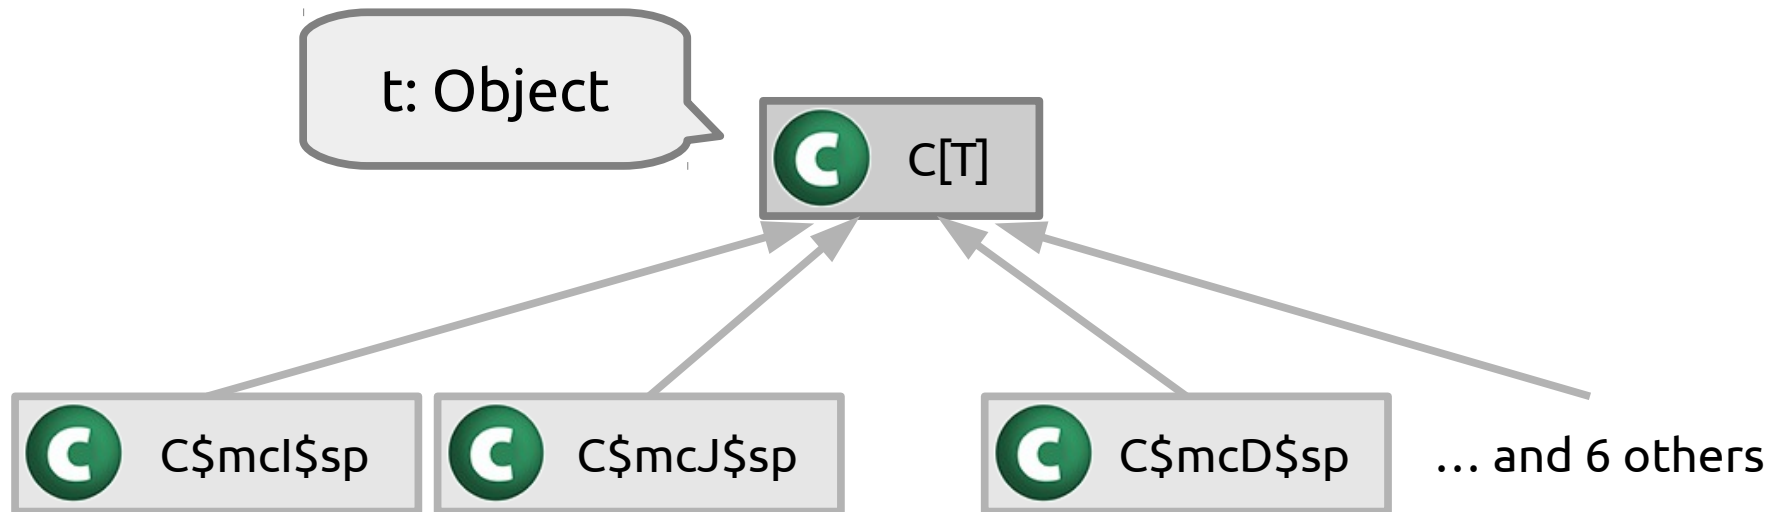 t: Object
C[T]
C$mcI$sp
C$mcJ$sp
C$mcD$sp
… and 6 others